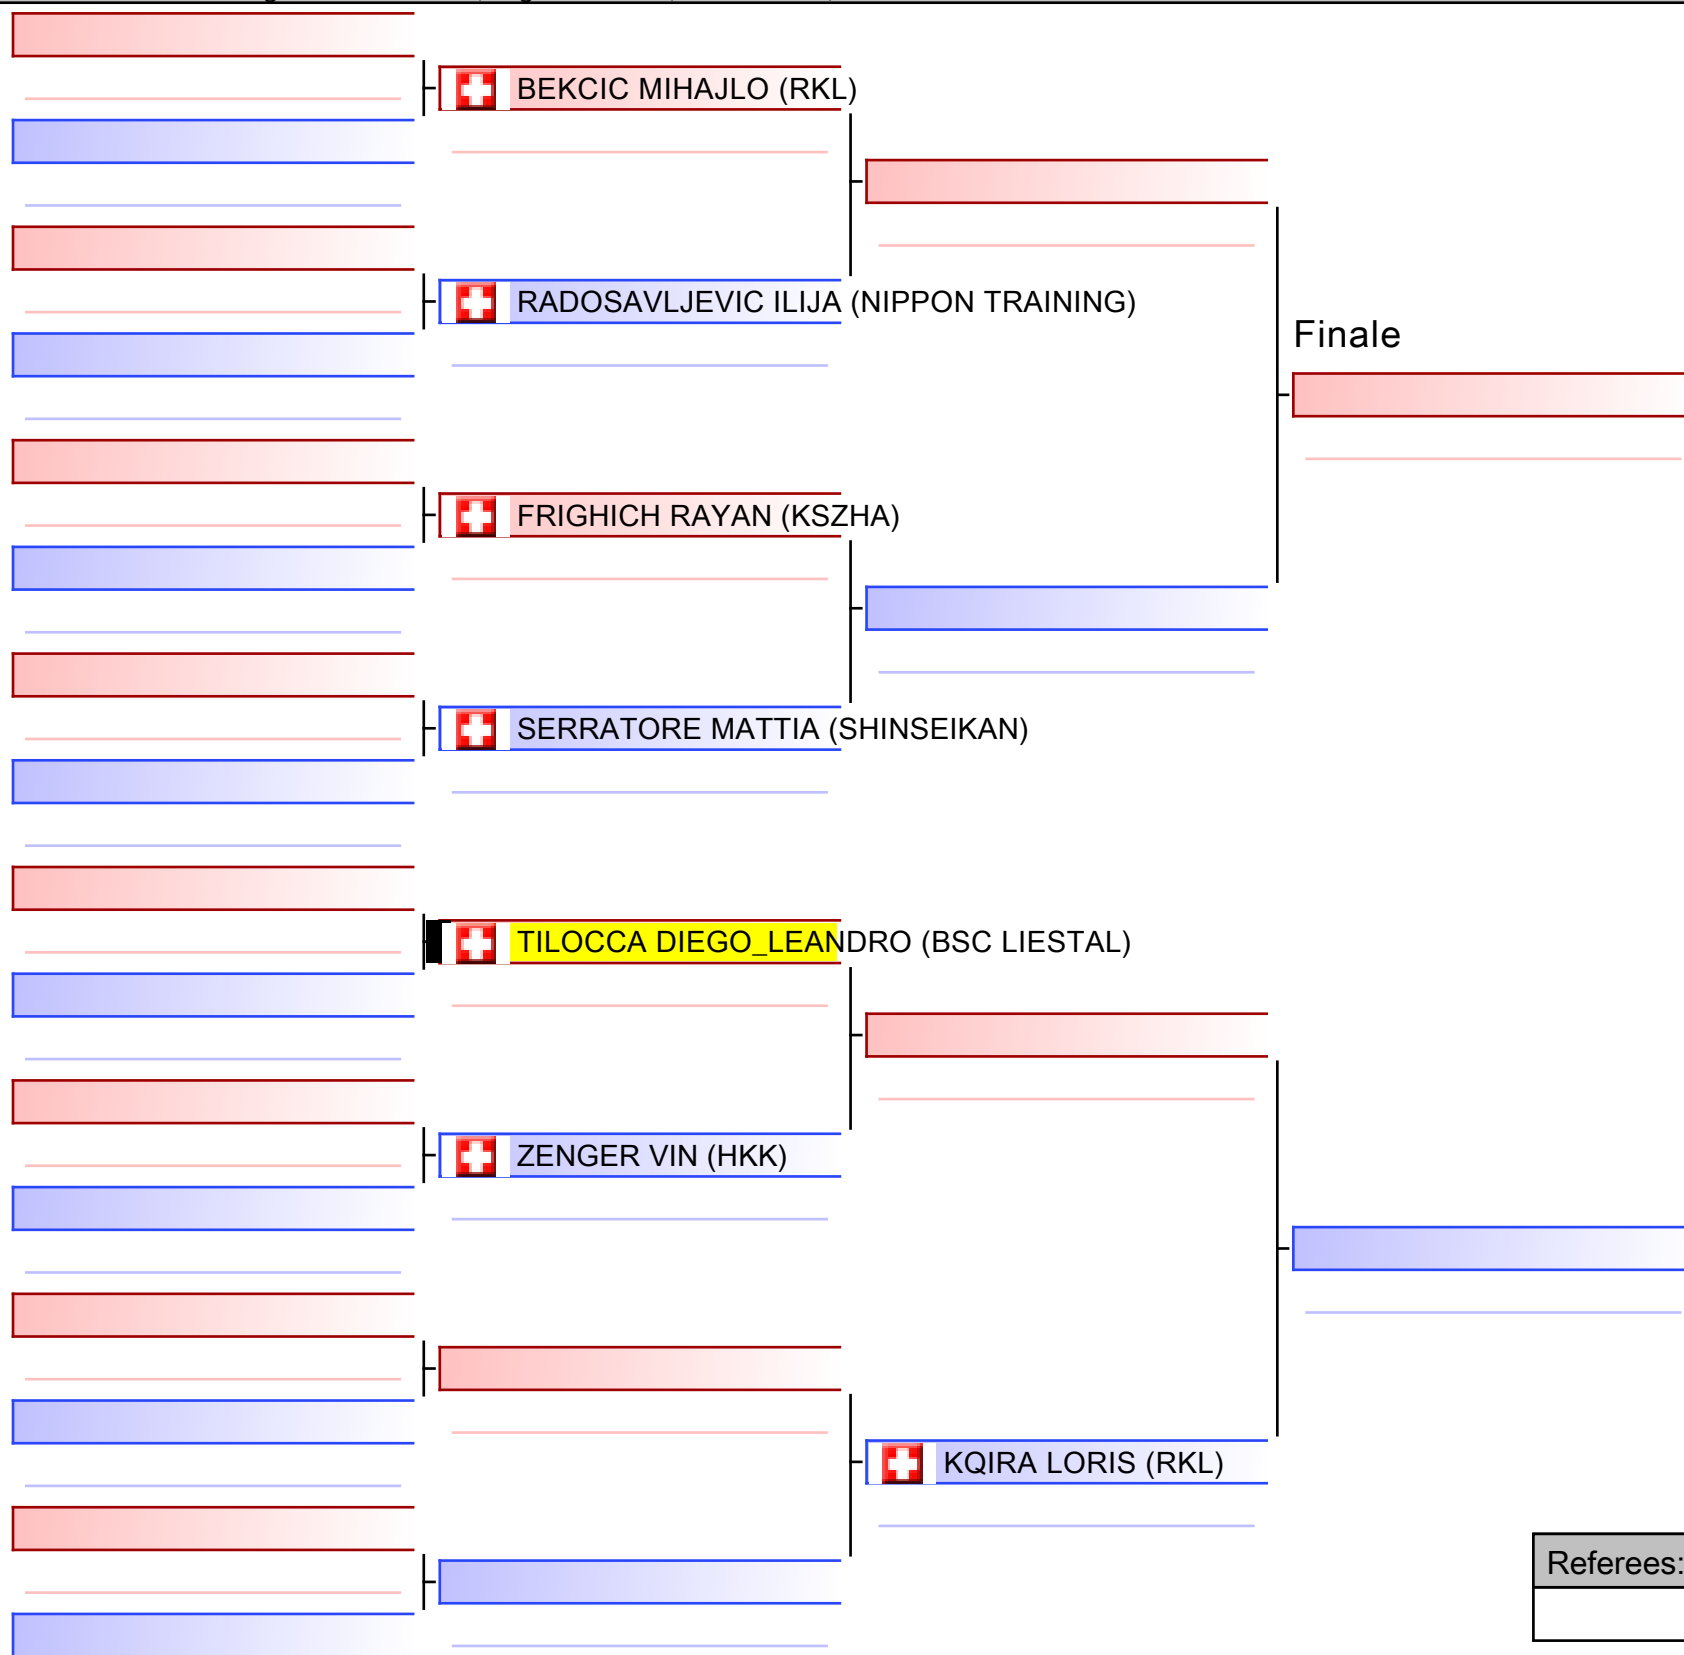 BEKCIC MIHAJLO (RKL)
RADOSAVLJEVIC ILIJA (NIPPON TRAINING)
Finale
FRIGHICH RAYAN (KSZHA)
SERRATORE MATTIA (SHINSEIKAN)
TILOCCA DIEGO_LEANDRO (BSC LIESTAL)
ZENGER VIN (HKK)
KQIRA LORIS (RKL)
Referees: